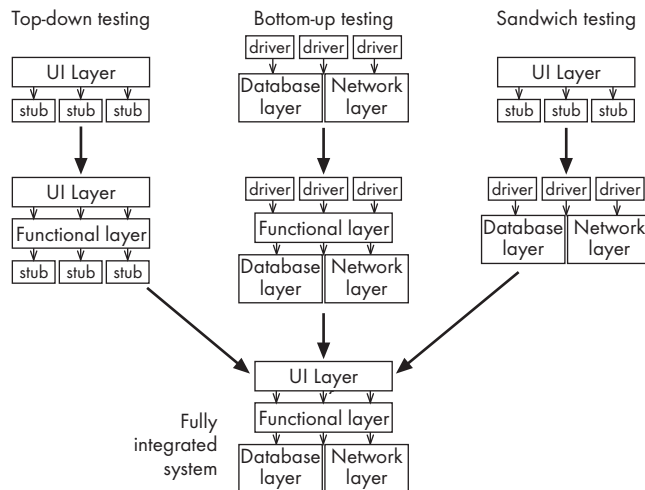 Top-down testing
Bottom-up testing
Sandwich testing
UI Layer
stub stub stub
driver driver driver
Database layer
Network layer
UI Layer
stub stub stub
UI Layer
Functional layer
stub stub stub
driver driver driver
Functional layer
Database layer
Network layer
driver driver driver
Database layer
Network layer
Fully integrated system
UI Layer
Functional layer
Database layer
Network layer